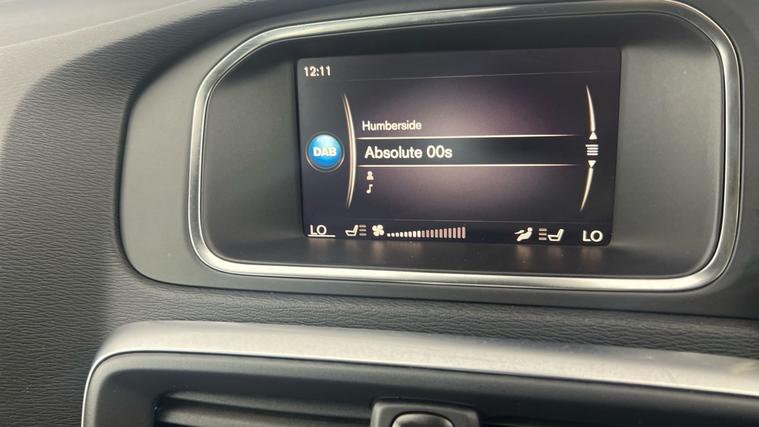 12:11
Humberside
DAB
Absolute 00s
LO
LO